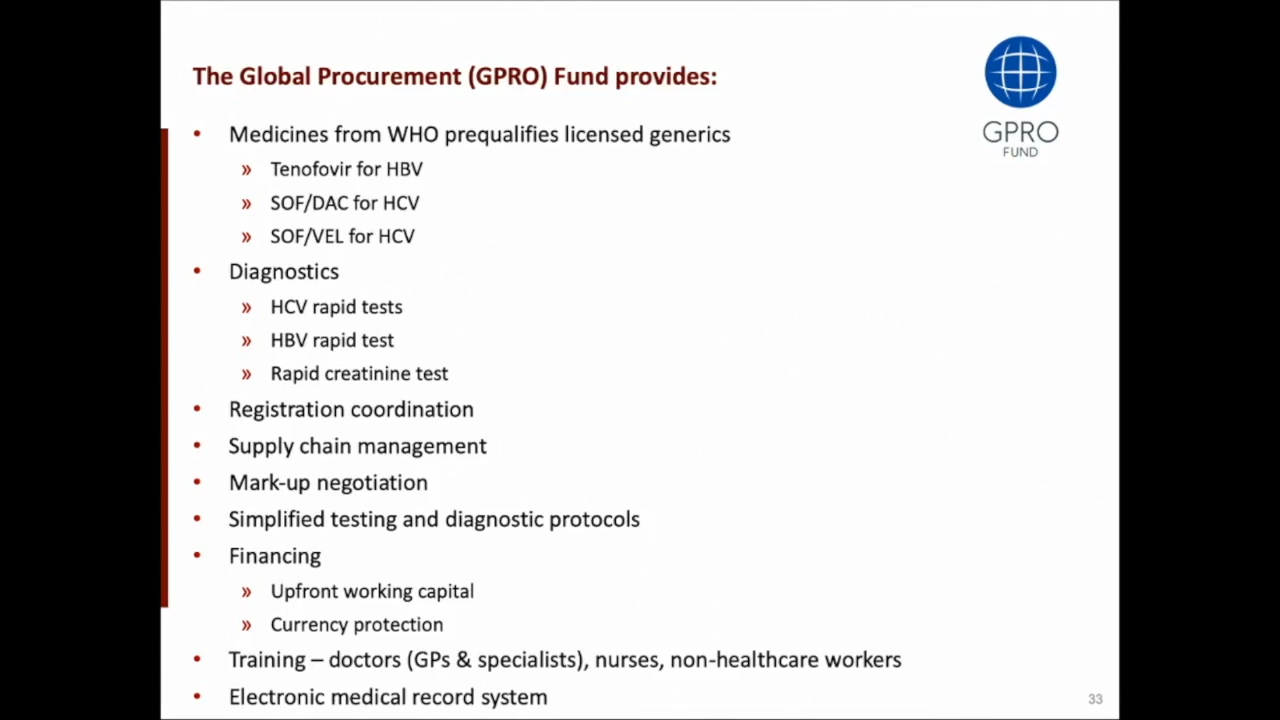 The Global Procurement (GPRO) Fund provides:
GPRO
FUND
• Medicines from WHO prequalifies licensed generics
» Tenofovir for HBV
» SOF/DAC for HCV
» SOF/VEL for HCV
• Diagnostics
» HCV rapid tests
» HBV rapid test
» Rapid creatinine test
• Registration coordination
• Supply chain management
• Mark-up negotiation
• Simplified testing and diagnostic protocols
• Financing
» Upfront working capital
» Currency protection
• Training – doctors (GPs & specialists), nurses, non-healthcare workers
• Electronic medical record system
33